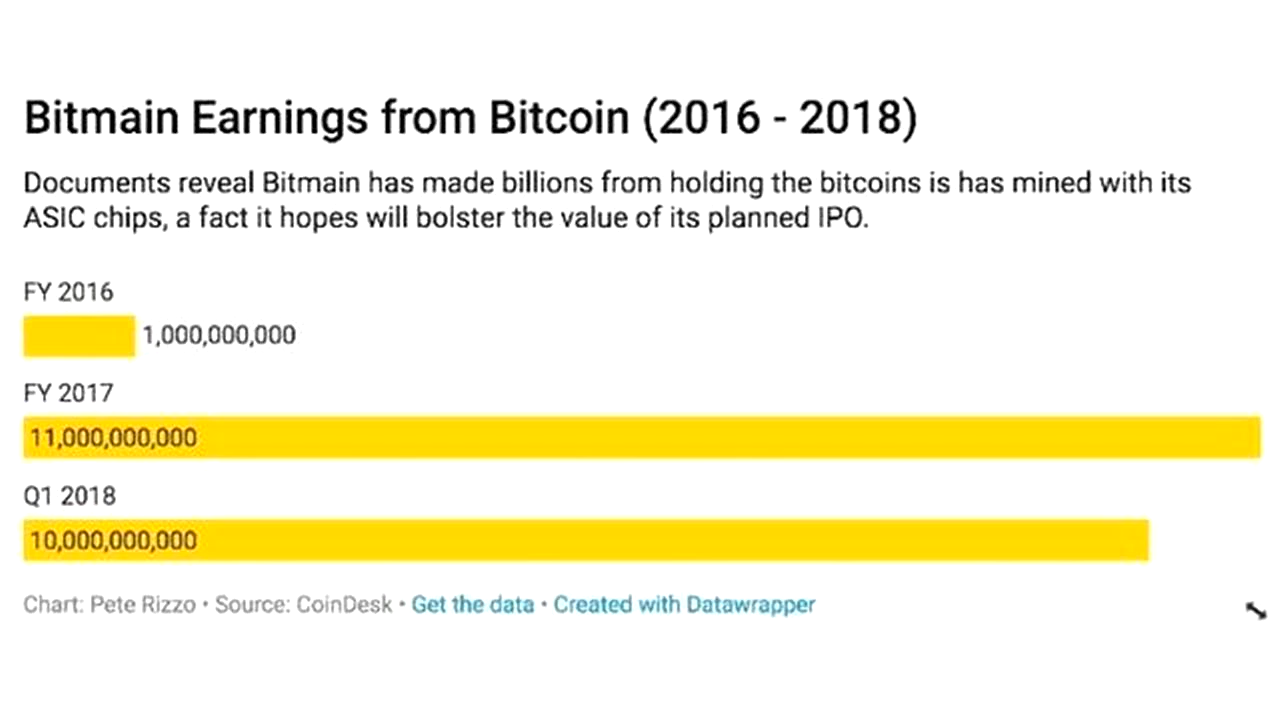 Bitmain Earnings from Bitcoin (2016 - 2018)
Documents reveal Bitmain has made billions from holding the bitcoins is has mined with its
ASIC chips, a fact it hopes will bolster the value of its planned IPO.
FY 2016
1,000,000,000
FY 2017
11,000,000,000
Q1 2018
10,000,000,000
Chart: Pete Rizzo • Source: CoinDesk • Get the data • Created with Datawrapper